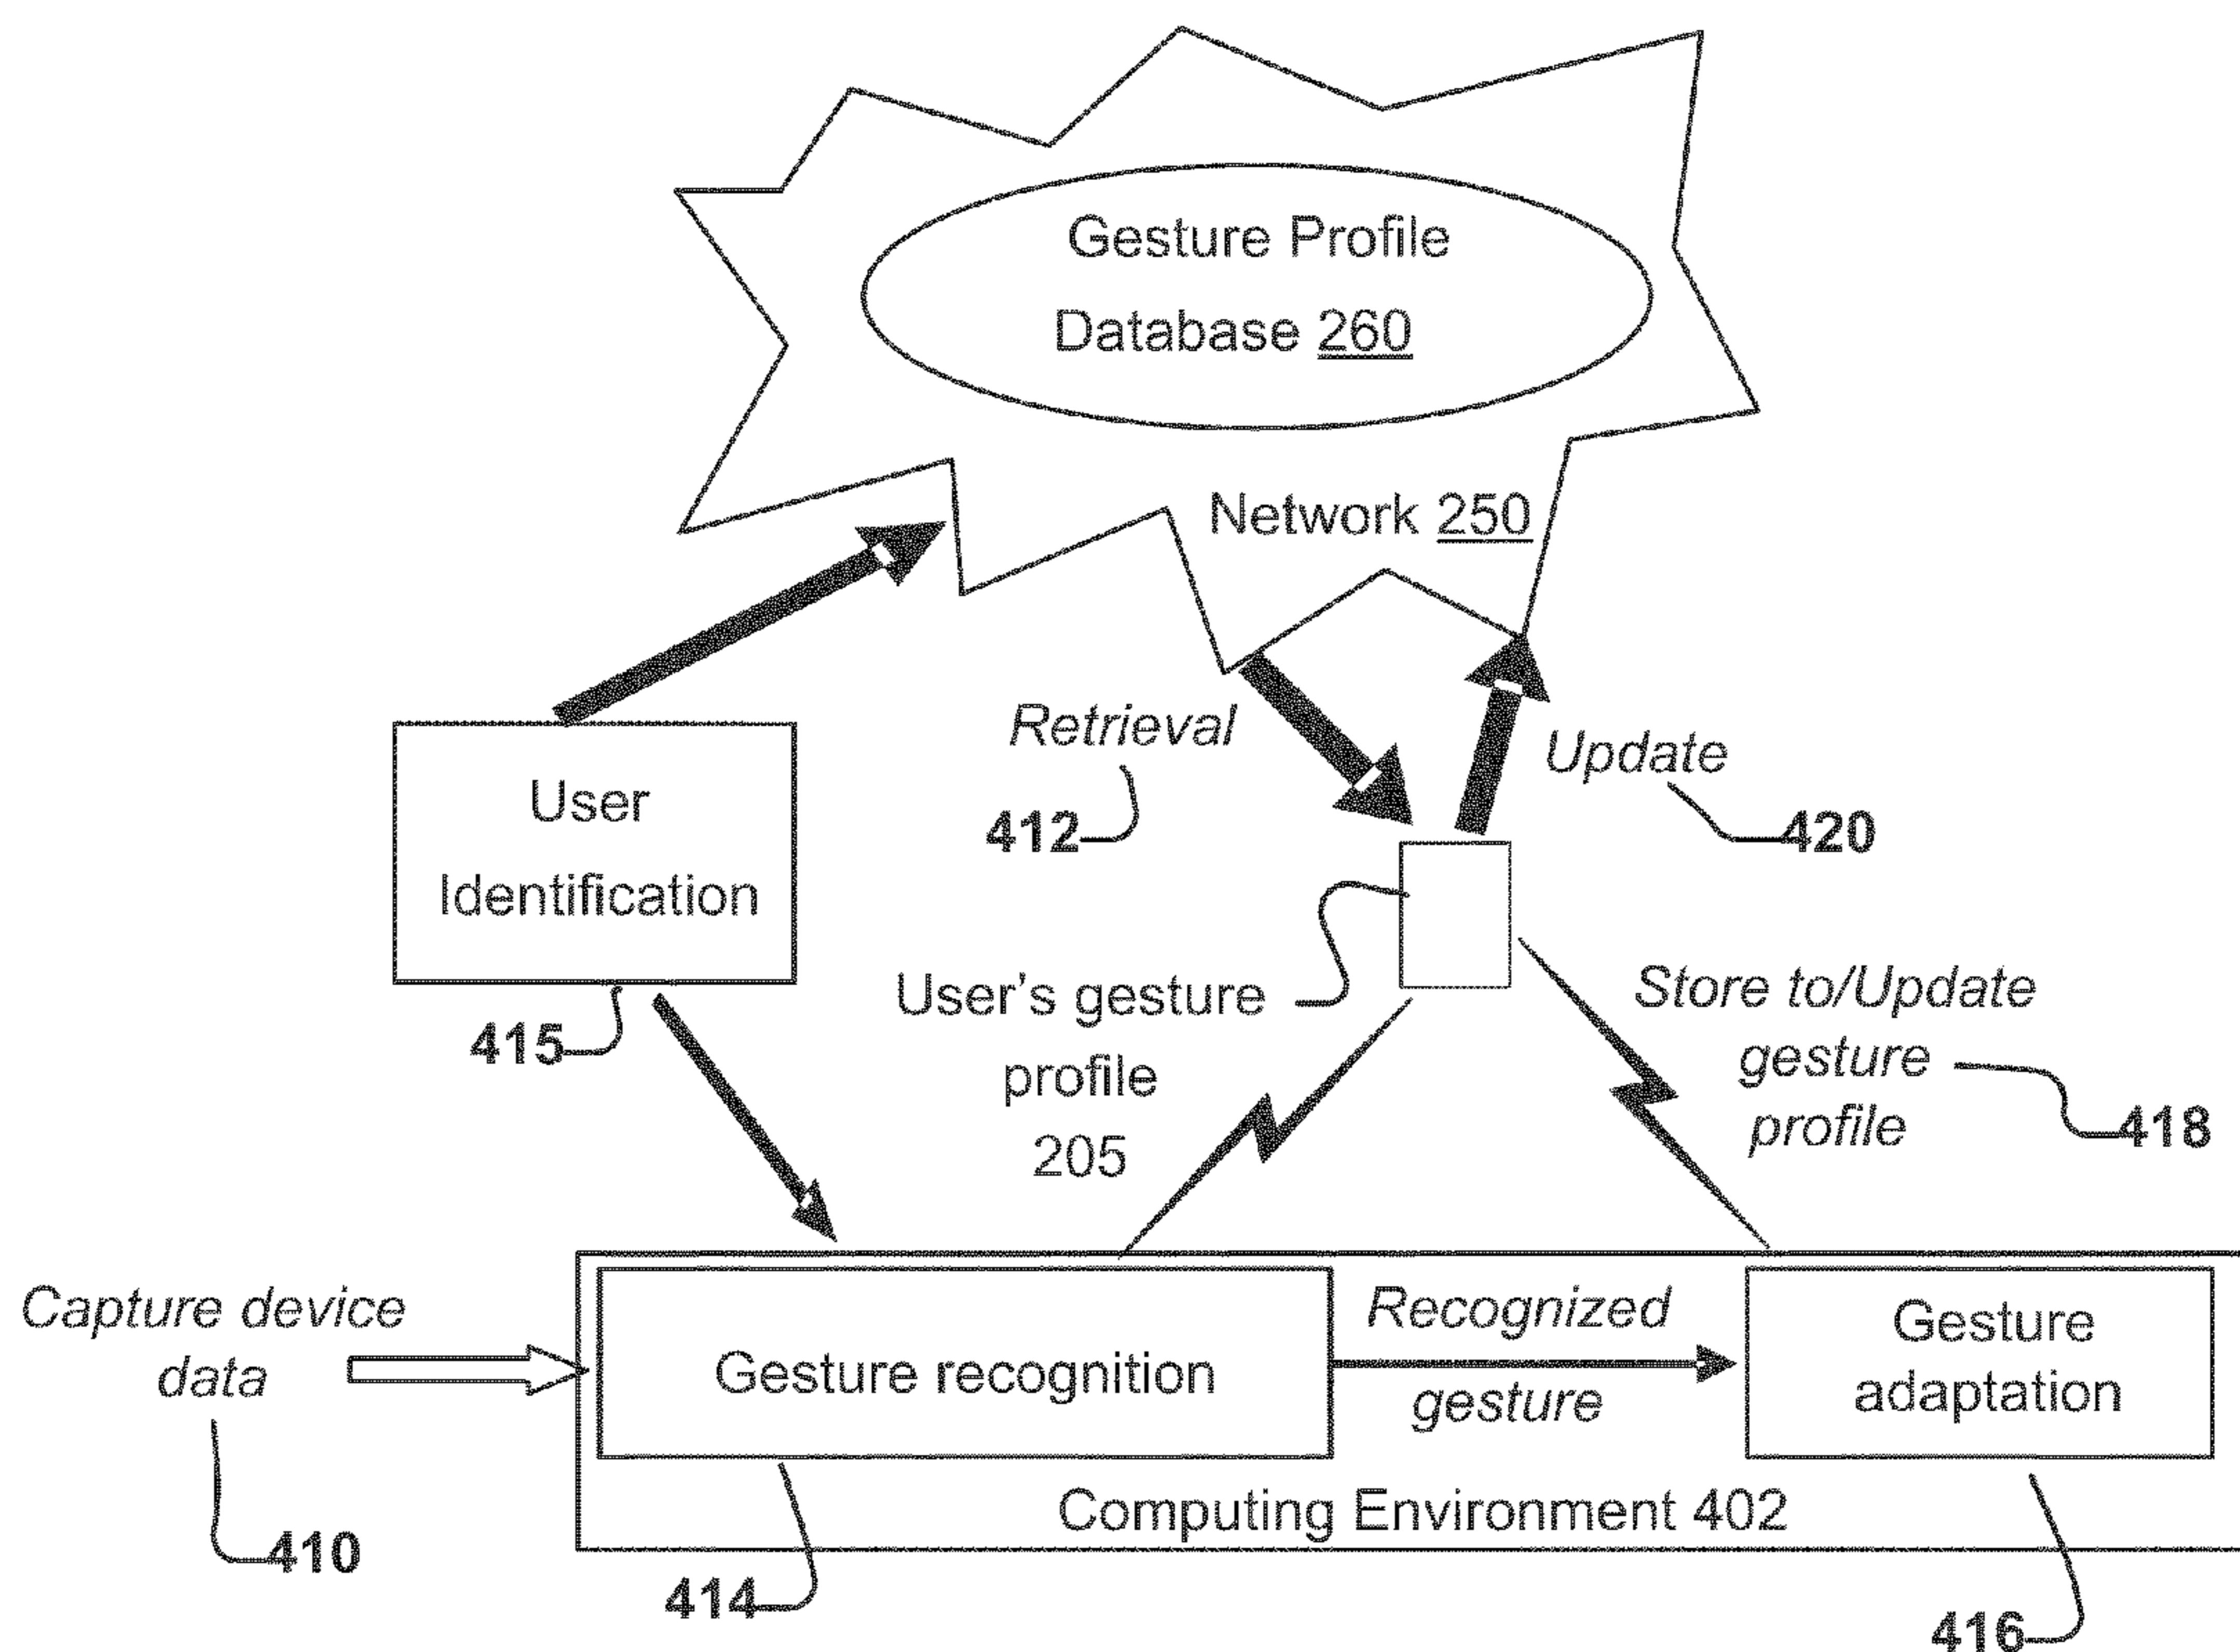 Gesture Profile
Database 260
Network 250
Retrieval
412
Update
420
User
Identification
415
User's gesture
profile
205
Store to/Update
gesture
profile
418
Capture device
data
410
Gesture recognition
414
Recognized
gesture
Gesture
adaptation
416
Computing Environment 402